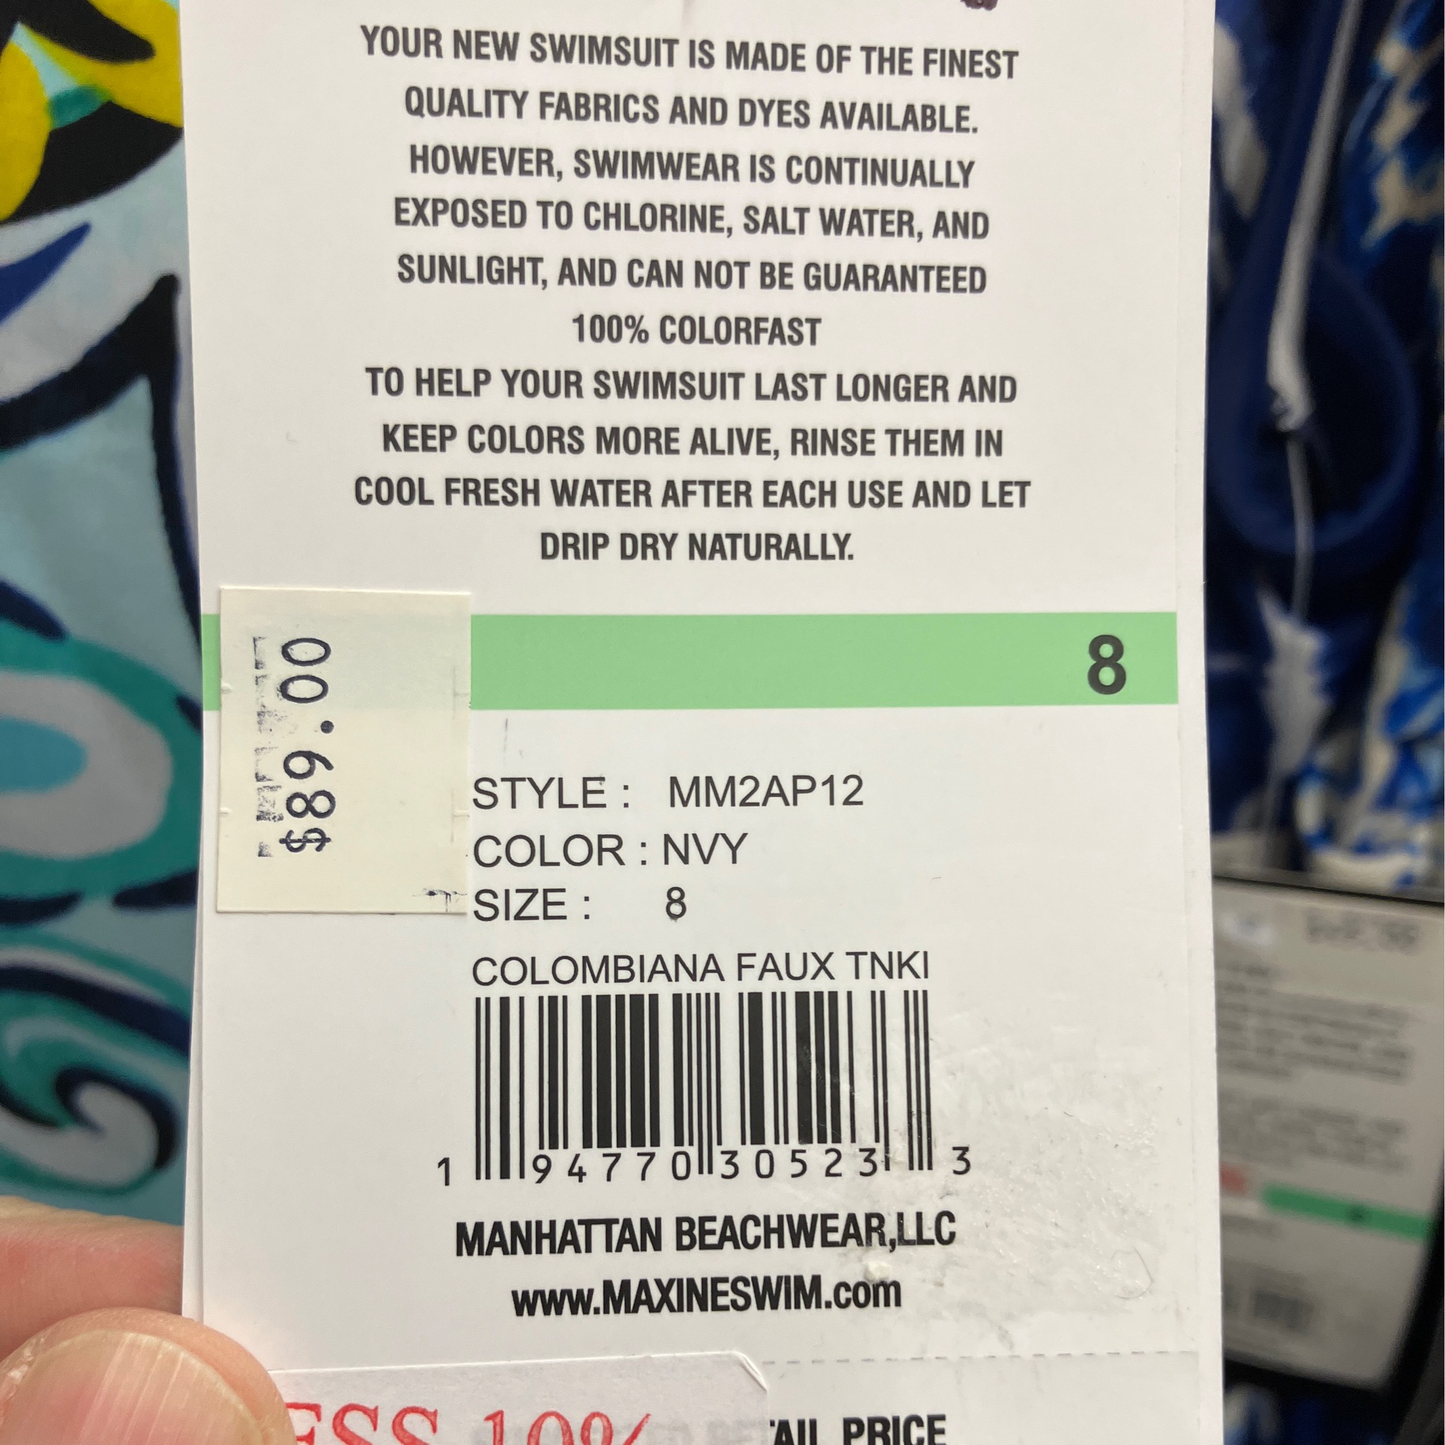 YOUR NEW SWIMSUIT IS MADE OF THE FINEST
QUALITY FABRICS AND DYES AVAILABLE.
HOWEVER, SWIMWEAR IS CONTINUALLY
EXPOSED TO CHLORINE, SALT WATER, AND
SUNLIGHT, AND CAN NOT BE GUARANTEED
100% COLORFAST
TO HELP YOUR SWIMSUIT LAST LONGER AND
KEEP COLORS MORE ALIVE, RINSE THEM IN
COOL FRESH WATER AFTER EACH USE AND LET
DRIP DRY NATURALLY.
8
$89.00
STYLE : MM2AP12
COLOR : NVY
SIZE : 8
COLOMBIANA FAUX TNKI
1 94770 30523 3
MANHATTAN BEACHWEAR,LLC
www.MAXINESWIM.com
ESS 10%
AIL PRICE